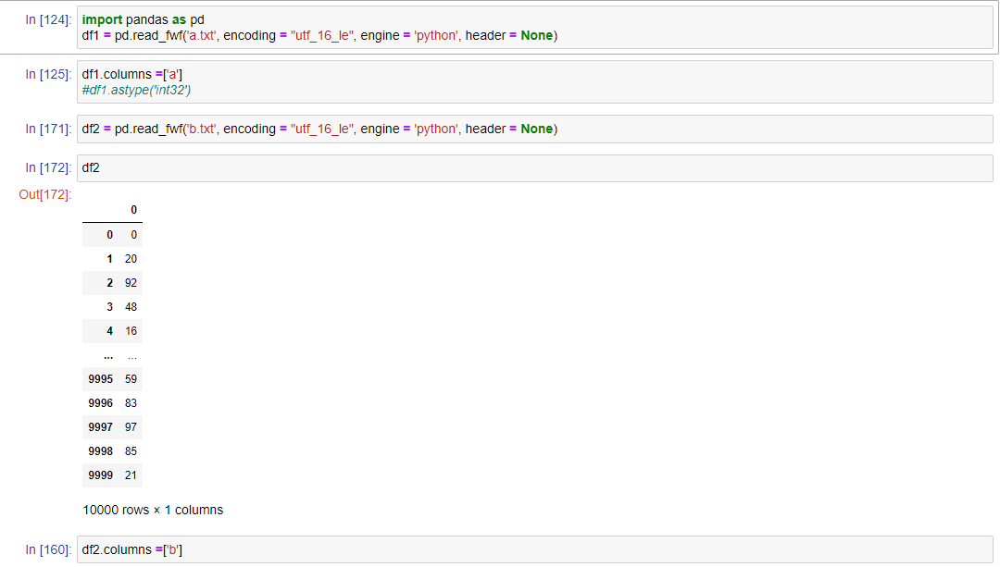 In [124]: import pandas as pd
df1 = pd.read_fwf('a.txt', encoding = "utf_16_le", engine = 'python', header = None)
In [125]: df1.columns =['a']
#df1.astype('int32')
In [171]: df2 = pd.read_fwf('b.txt', encoding = "utf_16_le", engine = 'python', header = None)
In [172]: df2
Out[172]:
0
0 0
1 20
2 92
3 48
4 16
... ...
9995 59
9996 83
9997 97
9998 85
9999 21
10000 rows × 1 columns
In [160]: df2.columns =['b']